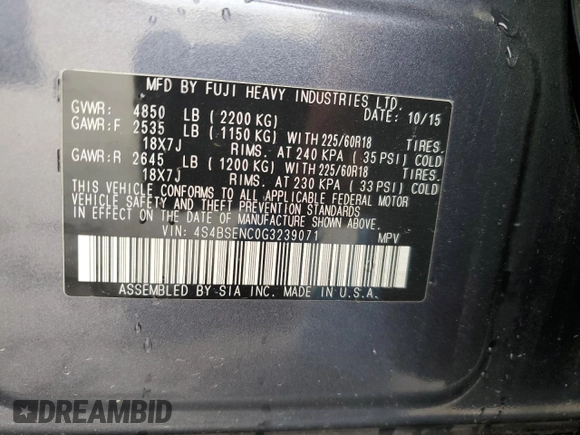 MFD BY FUJI HEAVY INDUSTRIES LTD.
GVWR: 4850 LB (2200 KG) DATE: 10/15
GAWR:F 2535 LB (1150 KG) WITH 225/60R18 TIRES.
18X7J RIMS. AT 240 KPA (35 PSI) COLD
GAWR:R 2645 LB (1200 KG) WITH 225/60R18 TIRES.
18X7J RIMS. AT 230 KPA (33 PSI) COLD
THIS VEHICLE CONFORMS TO ALL APPLICABLE FEDERAL MOTOR
VEHICLE SAFETY AND THEFT PREVENTION STANDARDS IN EFFECT
ON THE DATE OF MANUFACTURE SHOWN ABOVE.
VIN: 4S4BSENC0G3239071 MPV
ASSEMBLED BY SIA INC. MADE IN U.S.A.
DREAMBID